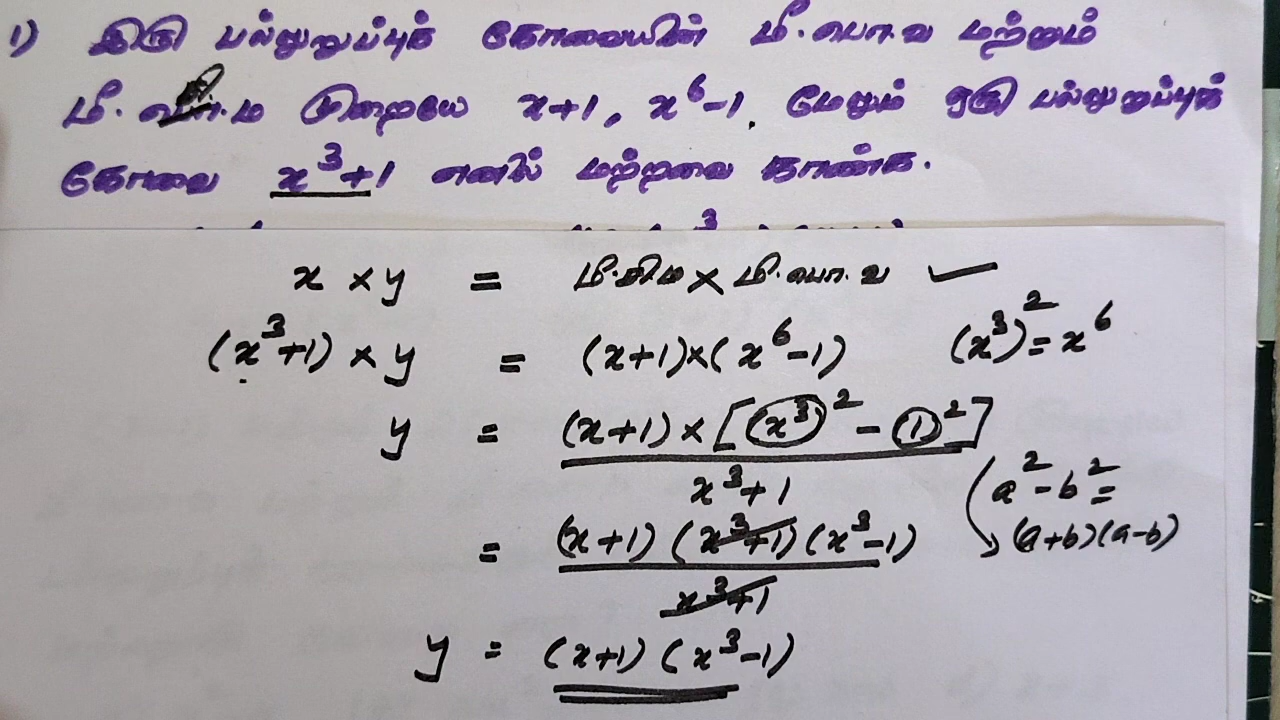 1) இரு பல்லுறுப்புக் கோவையின் மீ.பொ.வ மற்றும்
மீ.சி.ம முறையே x+1, x⁶-1. மேலும் ஒரு பல்லுறுப்புக்
கோவை x³+1 எனில் மற்றவை காண்க.
x × y = மீ.சி.ம × மீ.பொ.வ ✓
(x³+1) × y = (x+1)×(x⁶-1) (x³)² = x⁶
y = (x+1)×[(x³)² - (1)²]
x³+1
a² - b² =
= (x+1)(x³+1)(x³-1) (a+b)(a-b)
x³+1
y = (x+1)(x³-1)